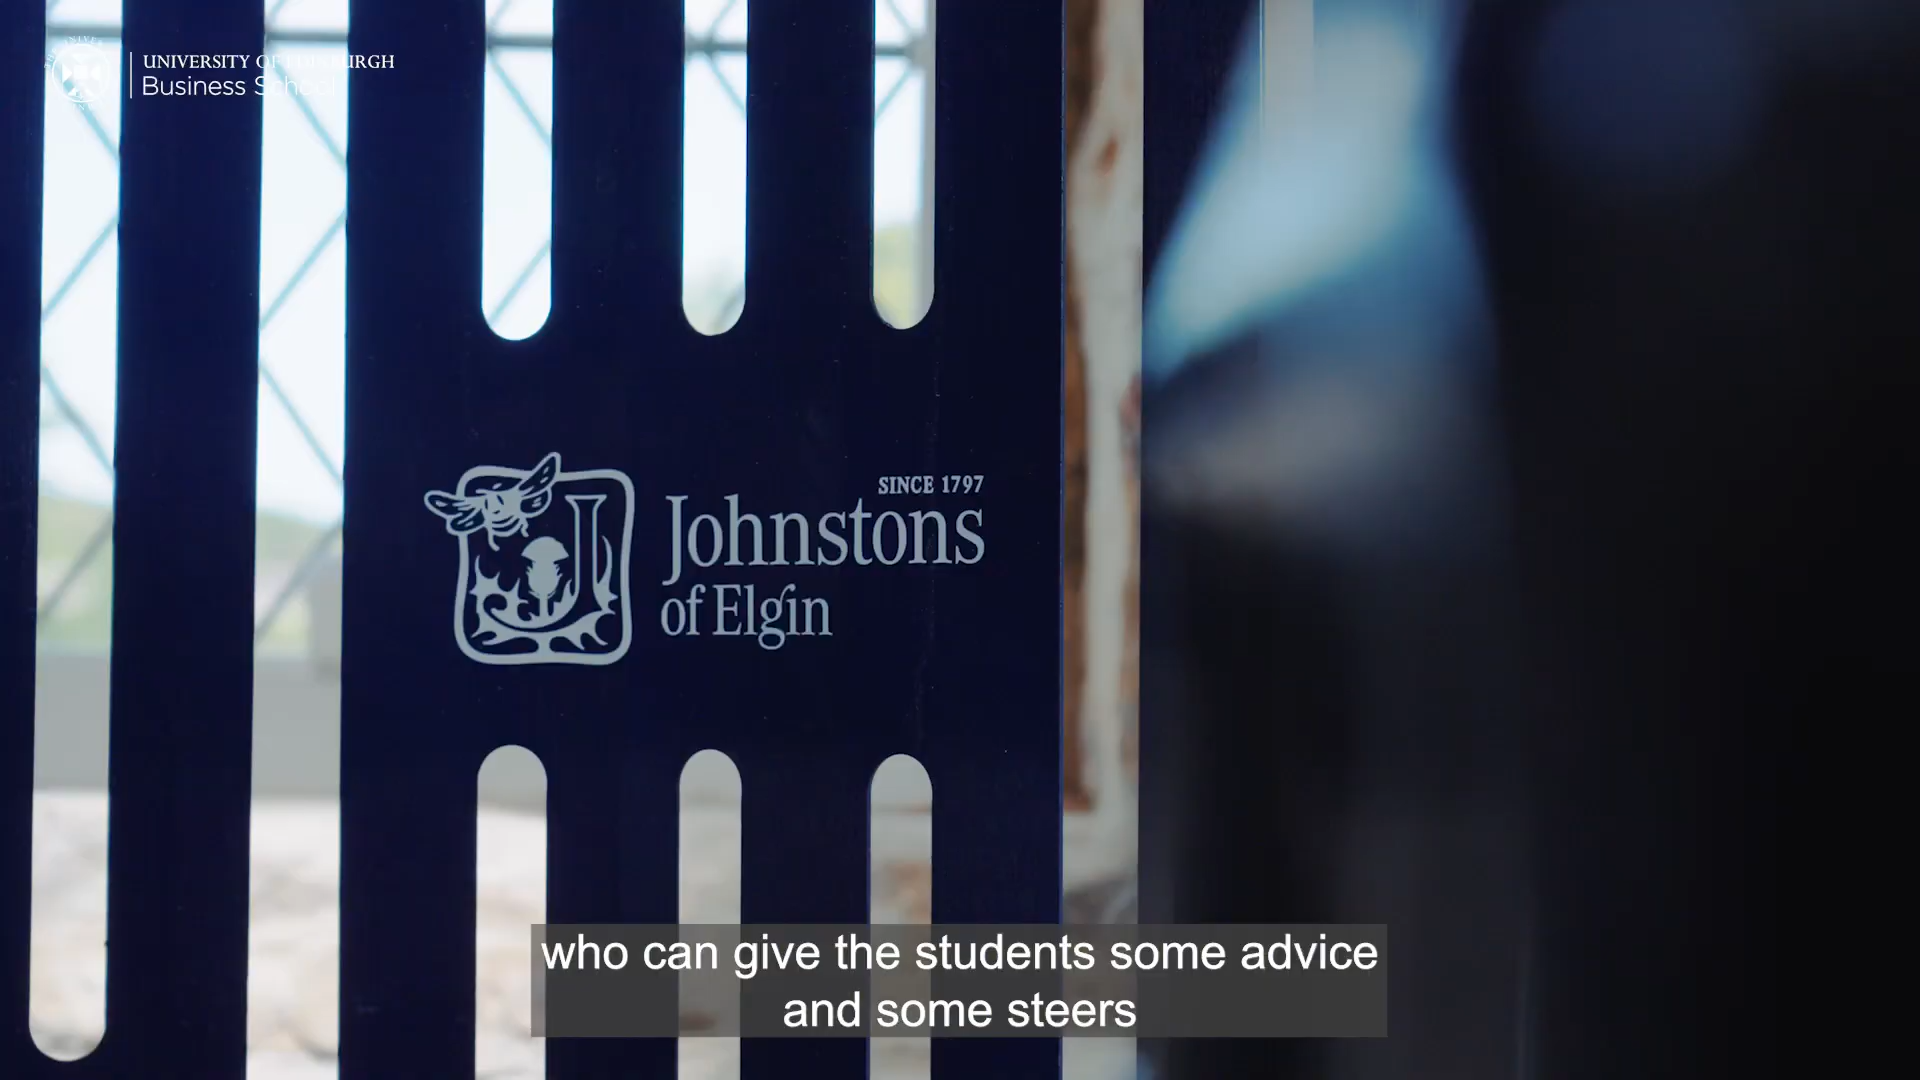 UNIVERSITY OF EDINBURGH
Business School
SINCE 1797
Johnstons
of Elgin
who can give the students some advice
and some steers